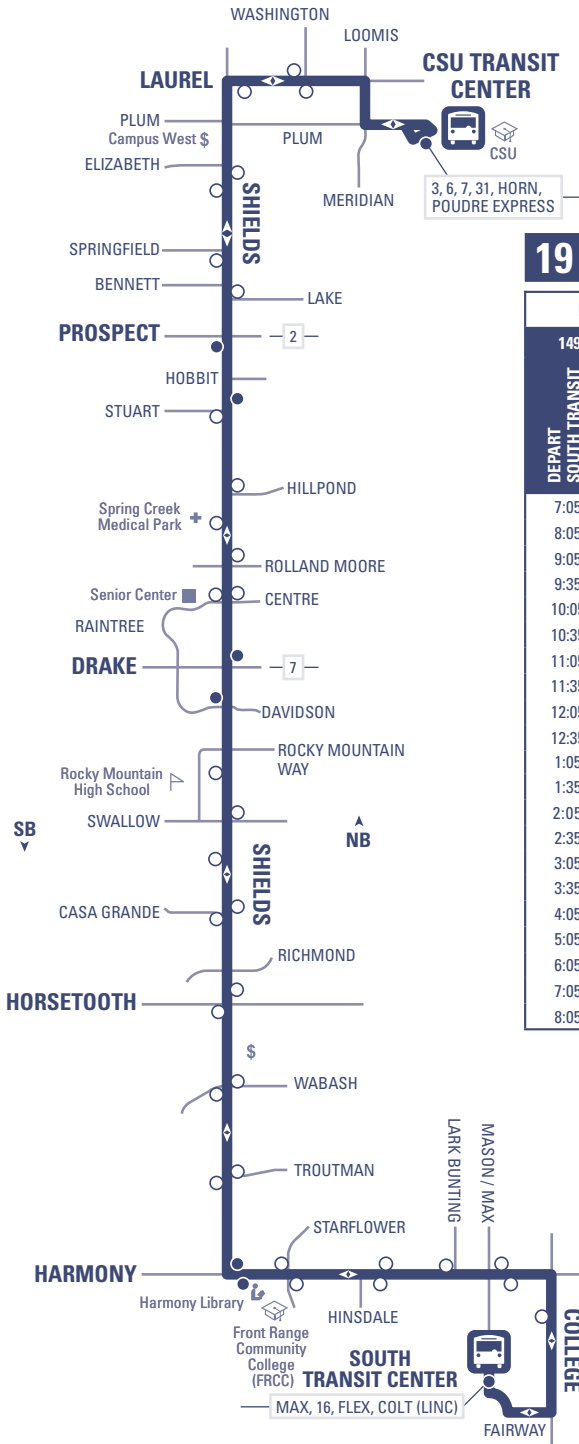 WASHINGTON
LOOMIS
LAUREL
CSU TRANSIT
CENTER
PLUM
Campus West $
PLUM
CSU
ELIZABETH
MERIDIAN
3, 6, 7, 31, HORN,
POUDRE EXPRESS
SHIELDS
SPRINGFIELD
BENNETT
LAKE
PROSPECT
2
HOBBIT
STUART
HILLPOND
Spring Creek
Medical Park
ROLLAND MOORE
Senior Center
CENTRE
RAINTREE
DRAKE
7
DAVIDSON
ROCKY MOUNTAIN
WAY
Rocky Mountain
High School
SWALLOW
SB
NB
SHIELDS
CASA GRANDE
RICHMOND
HORSETOOTH
$
WABASH
TROUTMAN
LARK BUNTING
MASON / MAX
STARFLOWER
HARMONY
Harmony Library
HINSDALE
Front Range
Community
College
(FRCC)
SOUTH
TRANSIT CENTER
COLLEGE
MAX, 16, FLEX, COLT (LINC)
FAIRWAY
19
149
DEPART
SOUTH TRANSIT
7:05
8:05
9:05
9:35
10:05
10:35
11:05
11:35
12:05
12:35
1:05
1:35
2:05
2:35
3:05
3:35
4:05
5:05
6:05
7:05
8:05